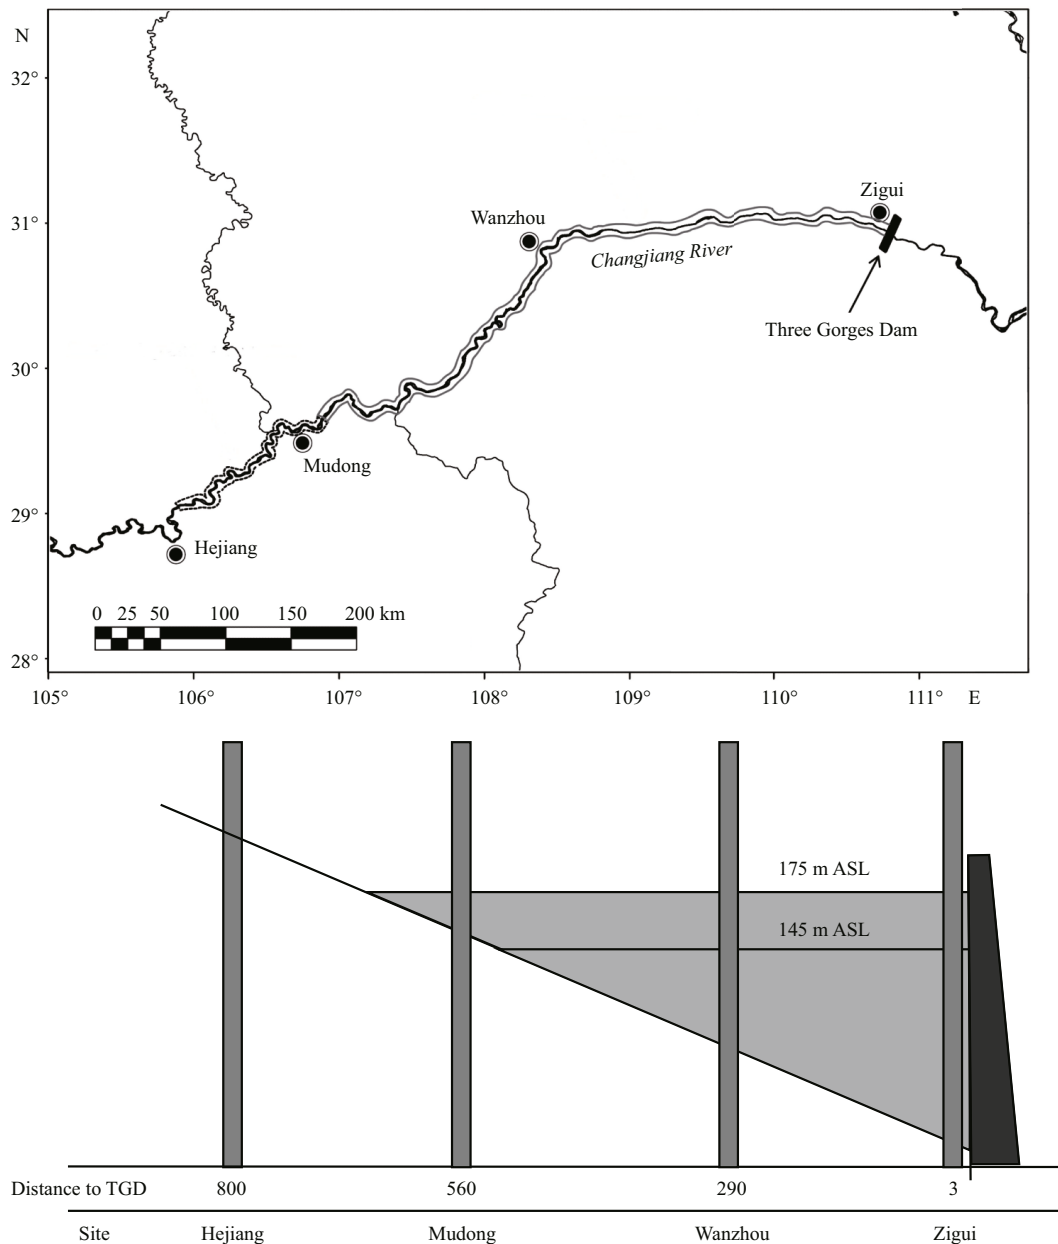 N
32°
31°
30°
29°
28°
Zigui
Wanzhou
Changjiang River
Three Gorges Dam
Mudong
Hejiang
0 25 50 100 150 200 km
105° 106° 107° 108° 109° 110° 111° E
175 m ASL
145 m ASL
Distance to TGD 800 560 290 3
Site Hejiang Mudong Wanzhou Zigui